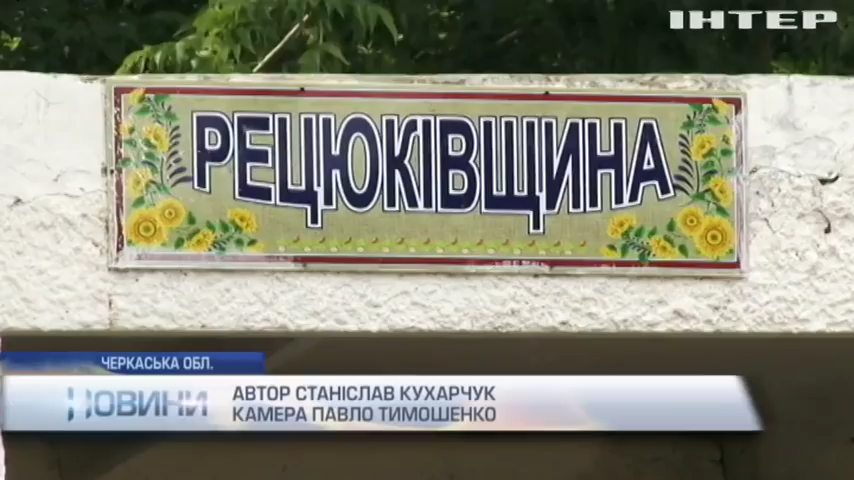 ІНТЕР
РЕЦЮКІВЩИНА
ЧЕРКАСЬКА ОБЛ.
НОВИНИ
АВТОР СТАНІСЛАВ КУХАРЧУК
КАМЕРА ПАВЛО ТИМОШЕНКО